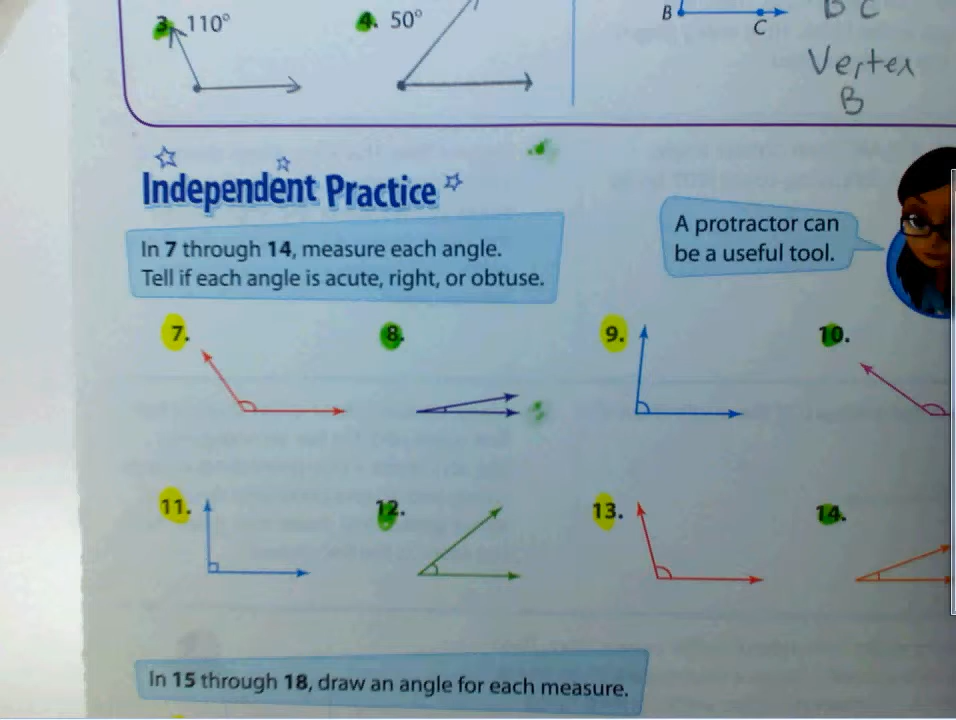 3. 110°
4. 50°
B
C
BC
Vertex
B
Independent Practice
In 7 through 14, measure each angle.
Tell if each angle is acute, right, or obtuse.
A protractor can
be a useful tool.
7.
8.
9.
10.
11.
12.
13.
14.
In 15 through 18, draw an angle for each measure.